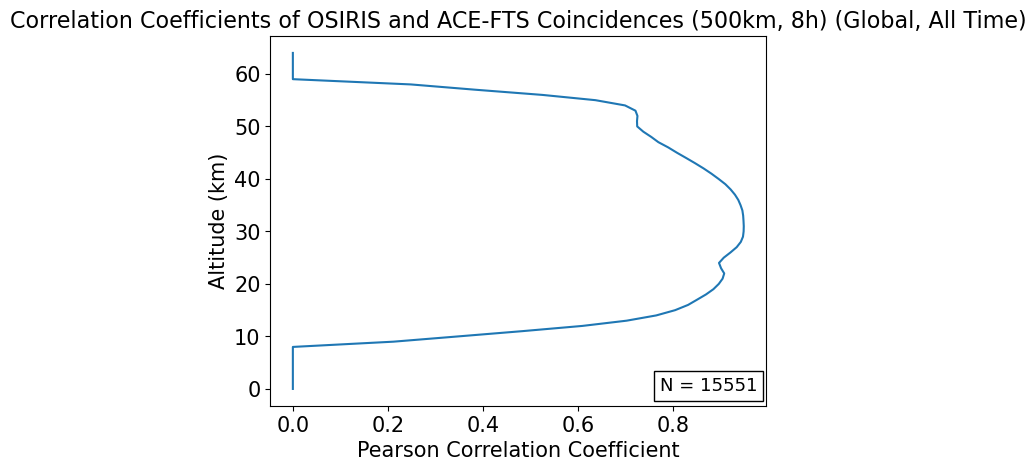 Correlation Coefficients of OSIRIS and ACE-FTS Coincidences (500km, 8h) (Global, All Time)
60
50
40
30
20
10
0
Altitude (km)
N = 15551
0.0 0.2 0.4 0.6 0.8
Pearson Correlation Coefficient